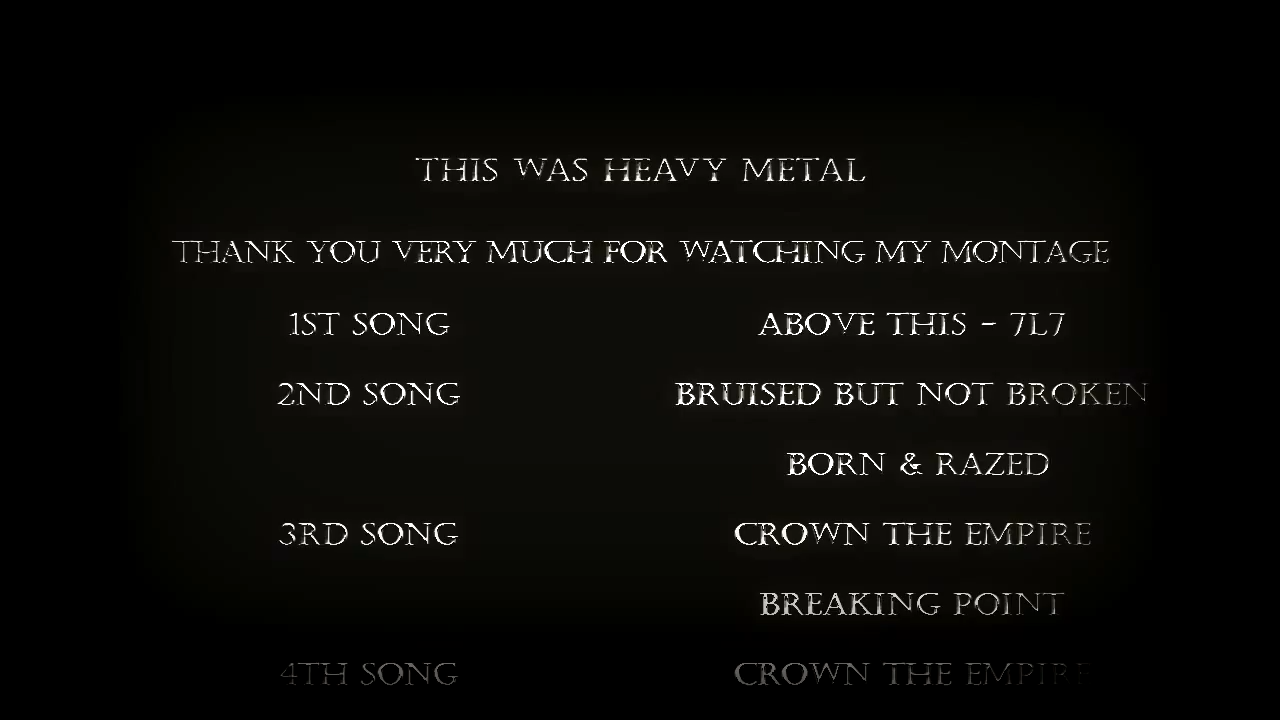 THIS WAS HEAVY METAL
THANK YOU VERY MUCH FOR WATCHING MY MONTAGE
1ST SONG ABOVE THIS - 7L7
2ND SONG BRUISED BUT NOT BROKEN
BORN & RAZED
3RD SONG CROWN THE EMPIRE
BREAKING POINT
4TH SONG CROWN THE EMPIRE